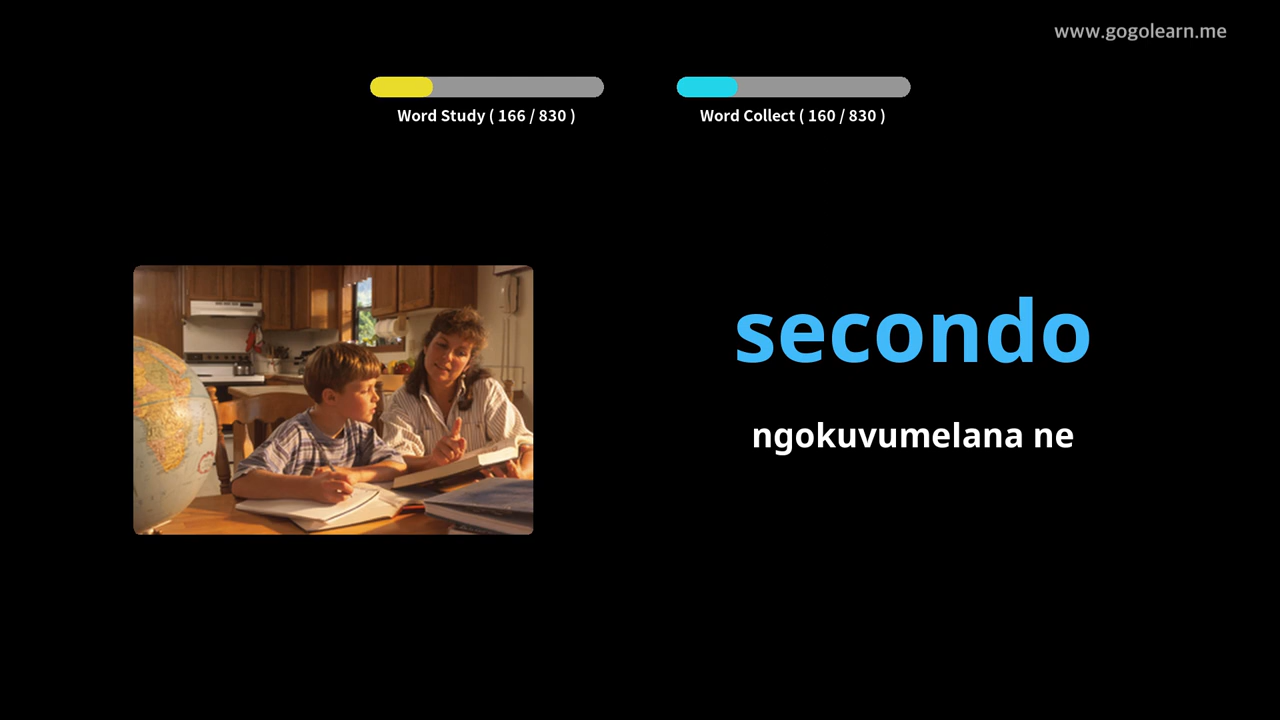 www.gogolearn.me
Word Study ( 166 / 830 )
Word Collect ( 160 / 830 )
secondo
ngokuvumelana ne